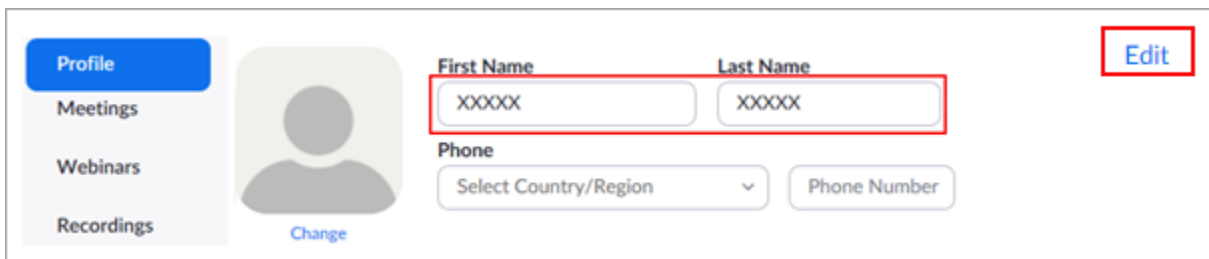 Profile
Meetings
Webinars
Recordings
Change
First Name Last Name
XXXXX XXXXX
Phone
Select Country/Region Phone Number
Edit